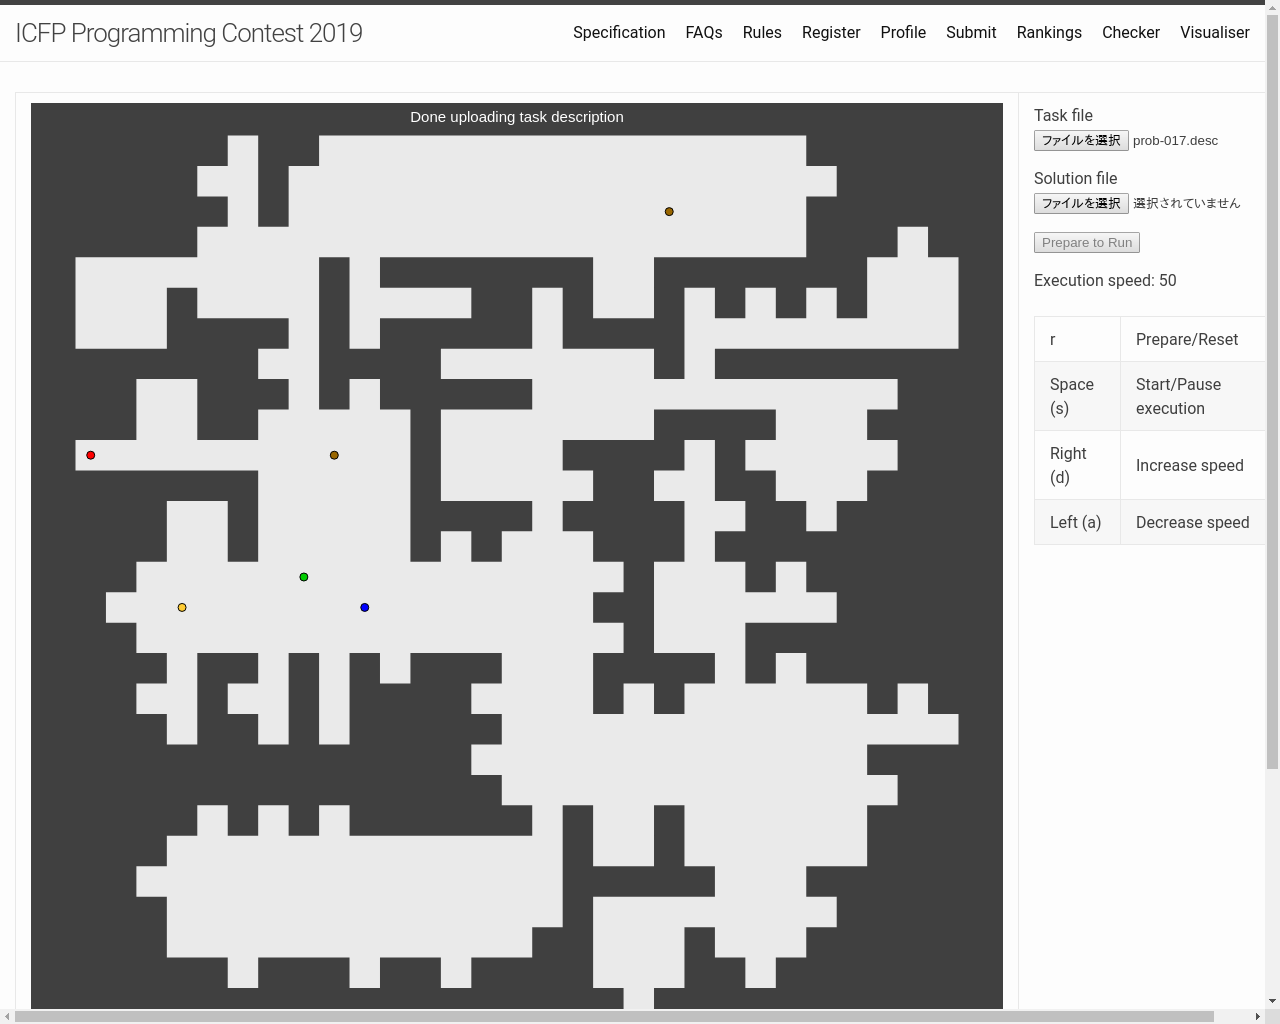 ICFP Programming Contest 2019
Specification FAQs Rules Register Profile Submit Rankings Checker Visualiser
Done uploading task description
Task file
ファイルを選択 prob-017.desc
Solution file
ファイルを選択 選択されていません
Prepare to Run
Execution speed: 50
r Prepare/Reset
Space (s) Start/Pause execution
Right (d) Increase speed
Left (a) Decrease speed